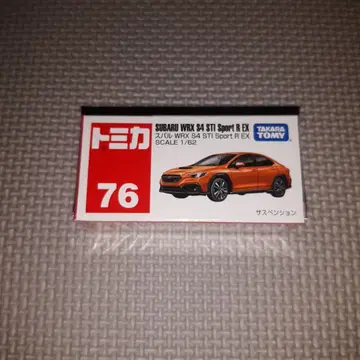 トミカ
76
SUBARU WRX S4 STI Sport R EX
スバル WRX S4 STI Sport R EX
SCALE 1/62
TAKARA TOMY
サスペンション